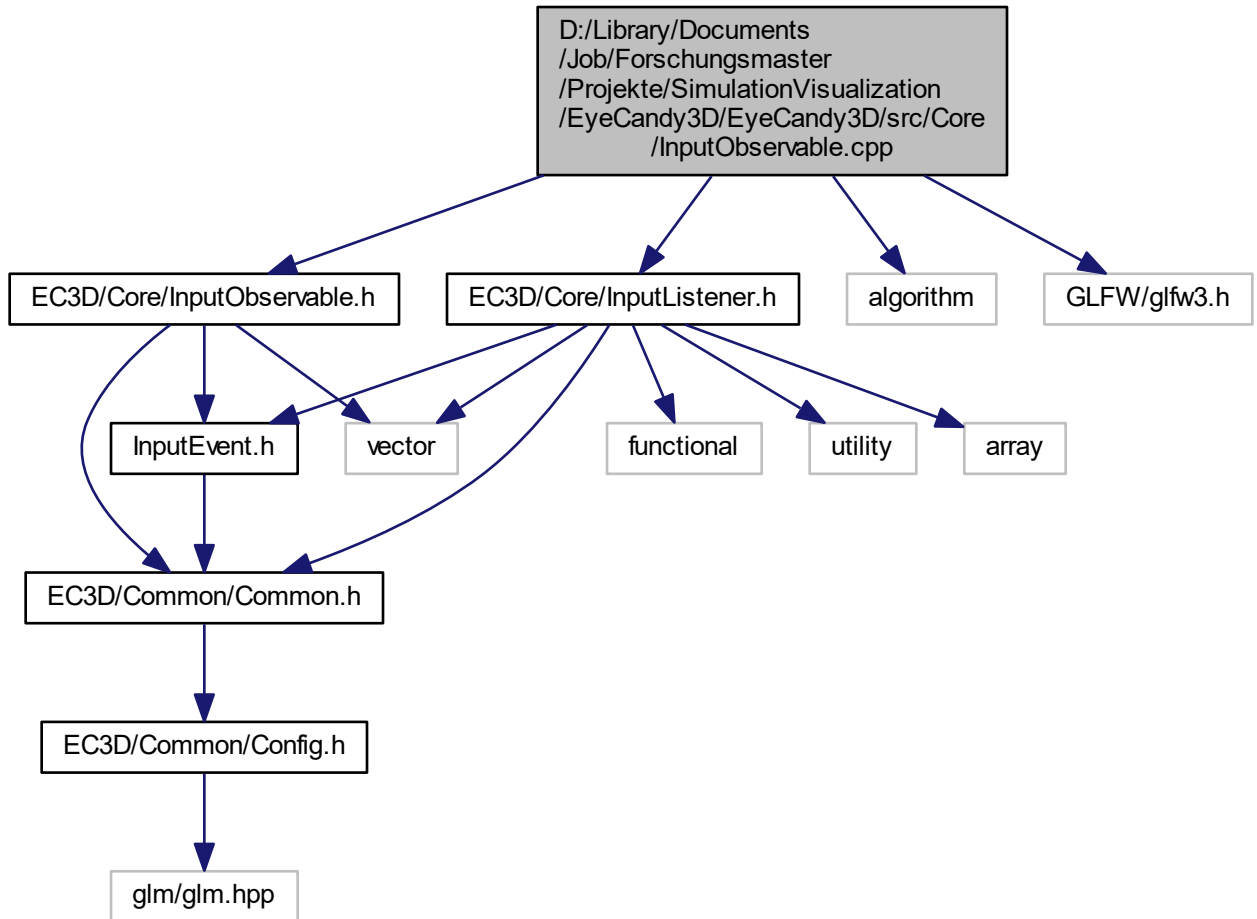 D:/Library/Documents
/Job/Forschungsmaster
/Projekte/SimulationVisualization
/EyeCandy3D/EyeCandy3D/src/Core
/InputObservable.cpp
EC3D/Core/InputObservable.h
EC3D/Core/InputListener.h
algorithm
GLFW/glfw3.h
InputEvent.h
vector
functional
utility
array
EC3D/Common/Common.h
EC3D/Common/Config.h
glm/glm.hpp